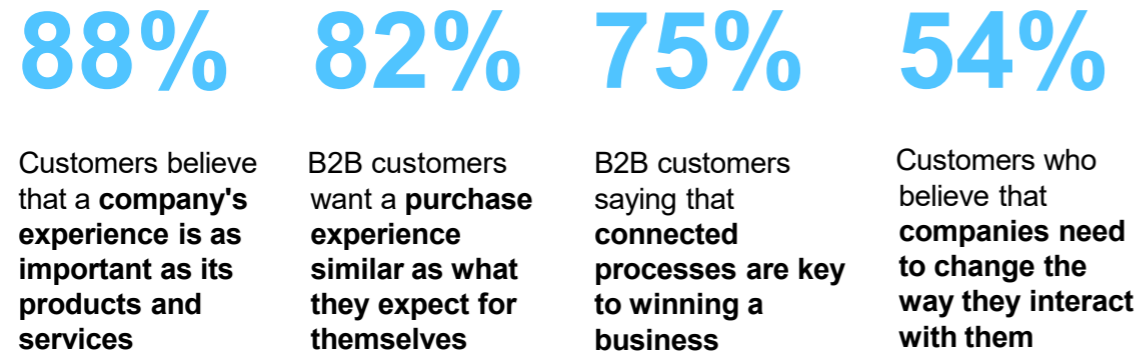 88%
Customers believe
that a company's
experience is as
important as its
products and
services
82%
B2B customers
want a purchase
experience
similar as what
they expect for
themselves
75%
B2B customers
saying that
connected
processes are key
to winning a
business
54%
Customers who
believe that
companies need
to change the
way they interact
with them